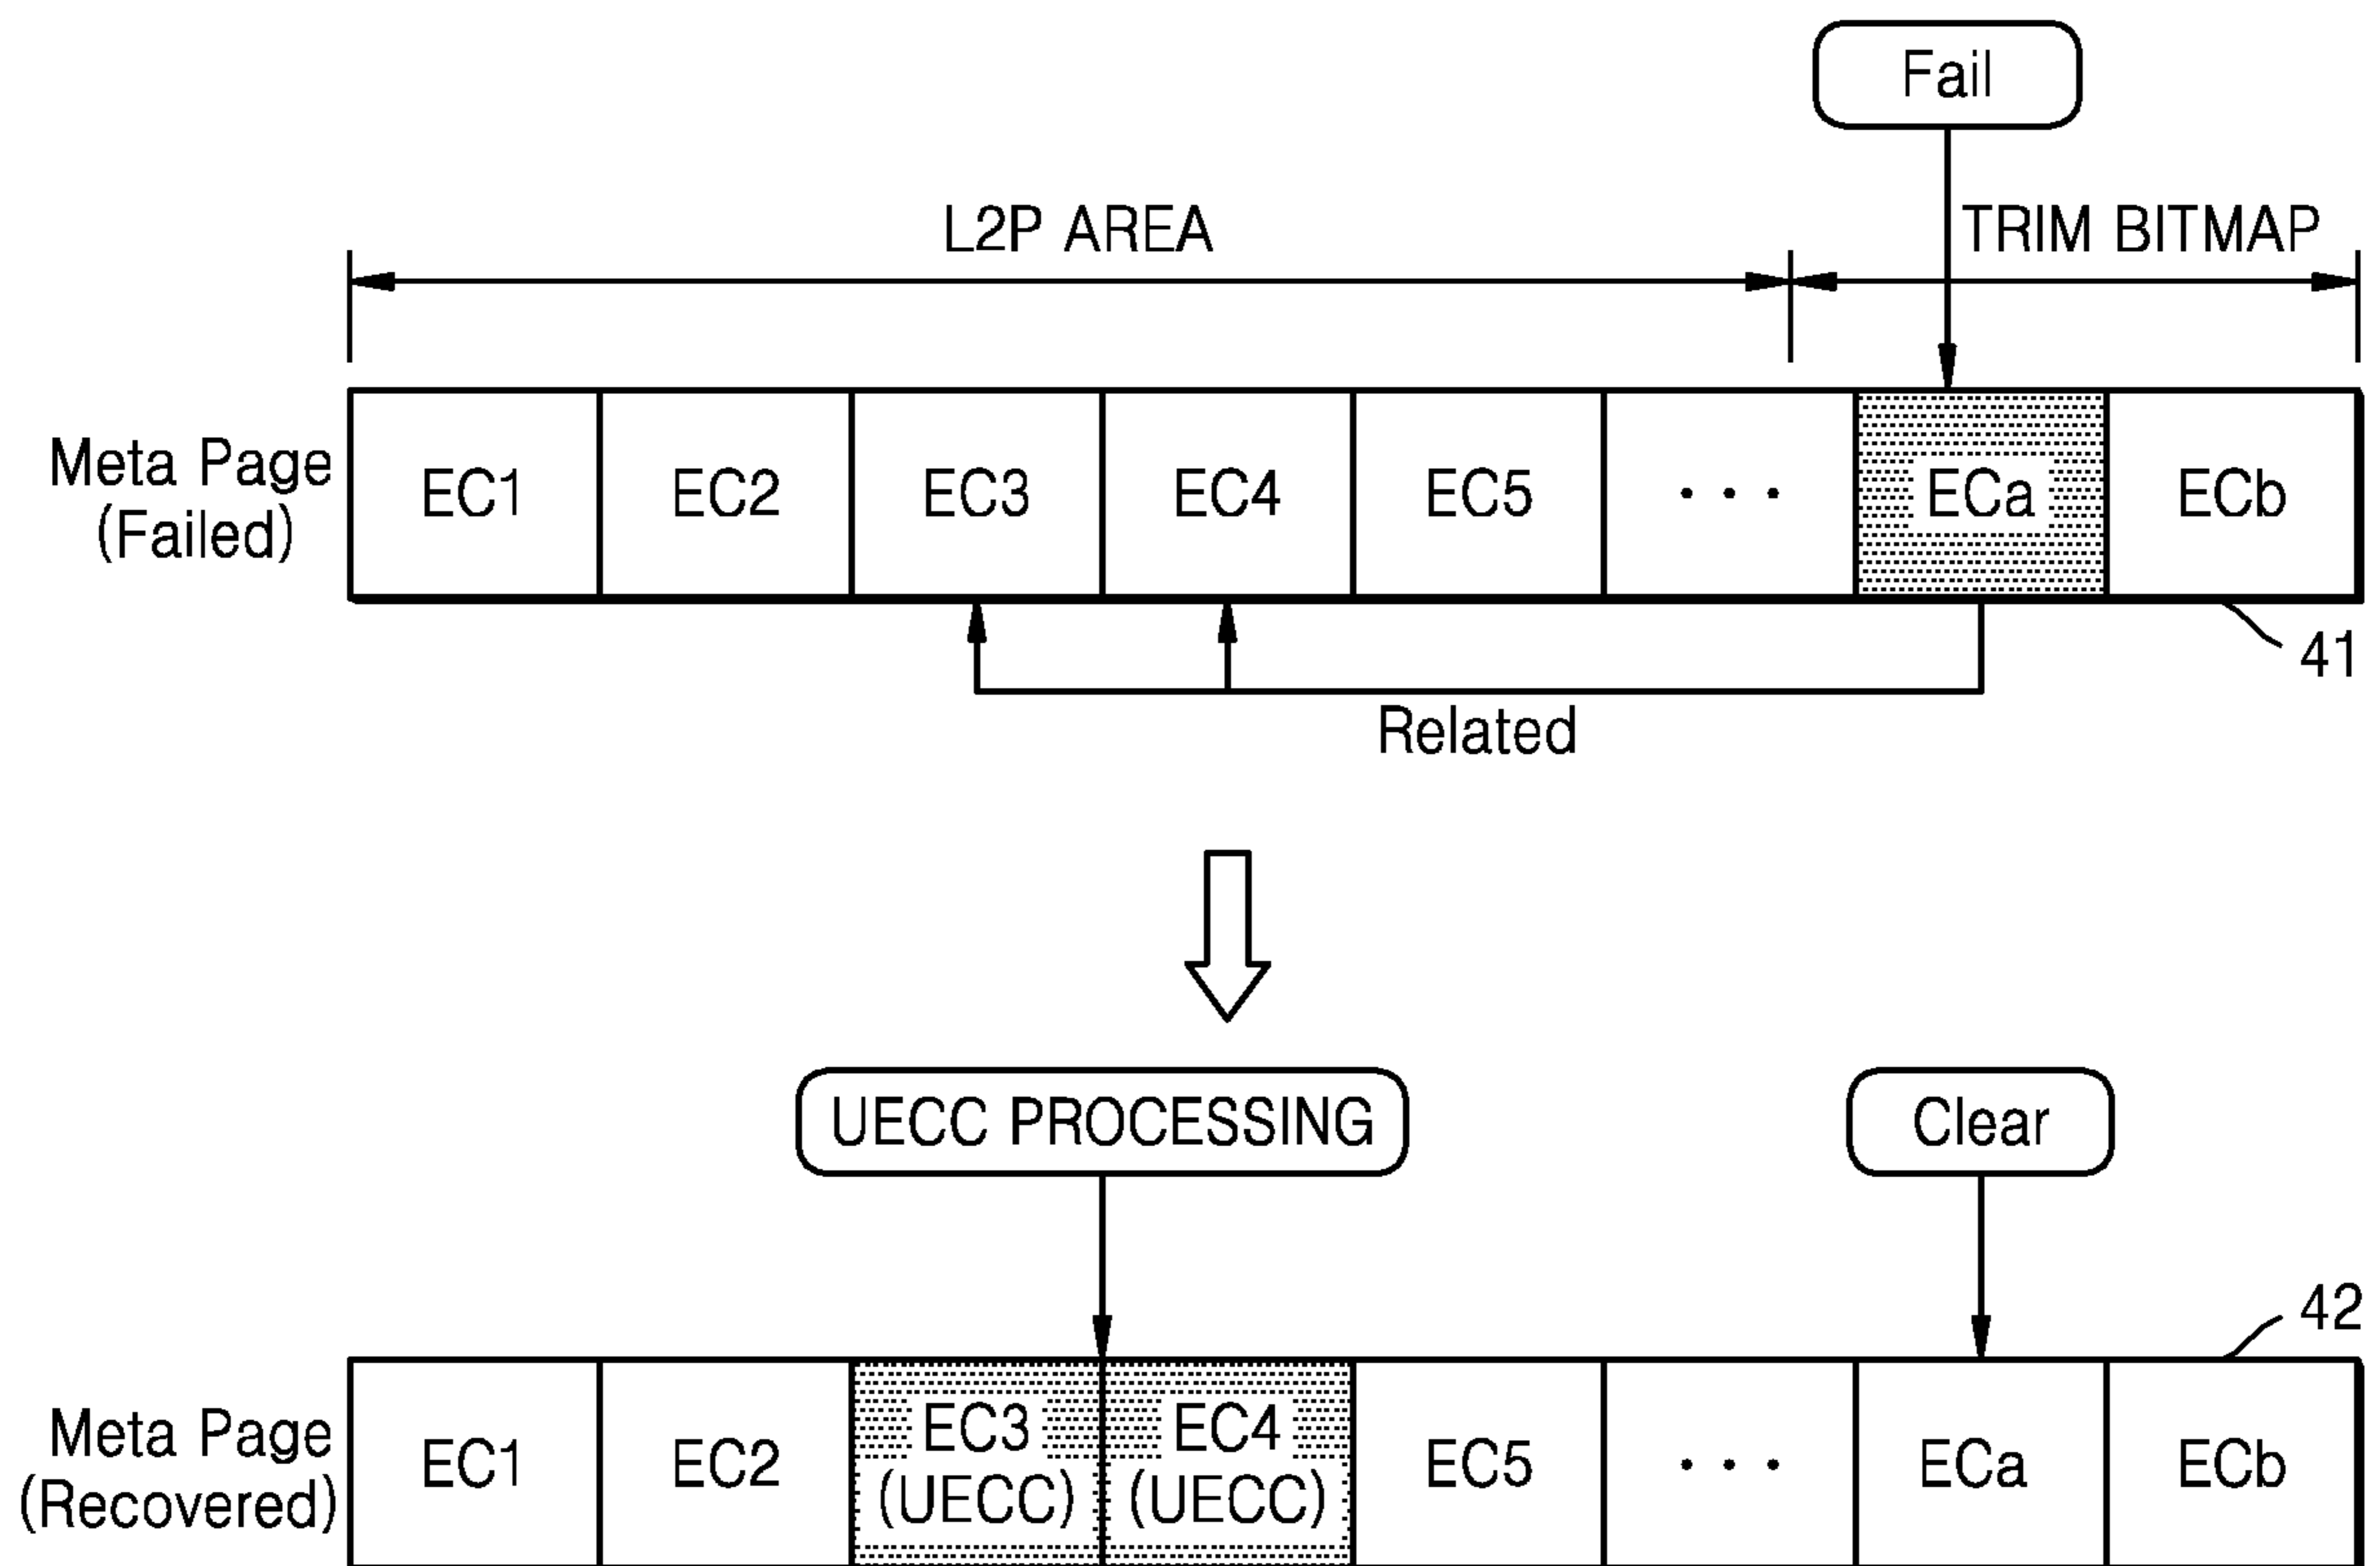 Fail
L2P AREA
TRIM BITMAP
Meta Page
(Failed)
EC1
EC2
EC3
EC4
EC5
...
ECa
ECb
41
Related
UECC PROCESSING
Clear
42
Meta Page
(Recovered)
EC1
EC2
EC3
(UECC)
EC4
(UECC)
EC5
...
ECa
ECb